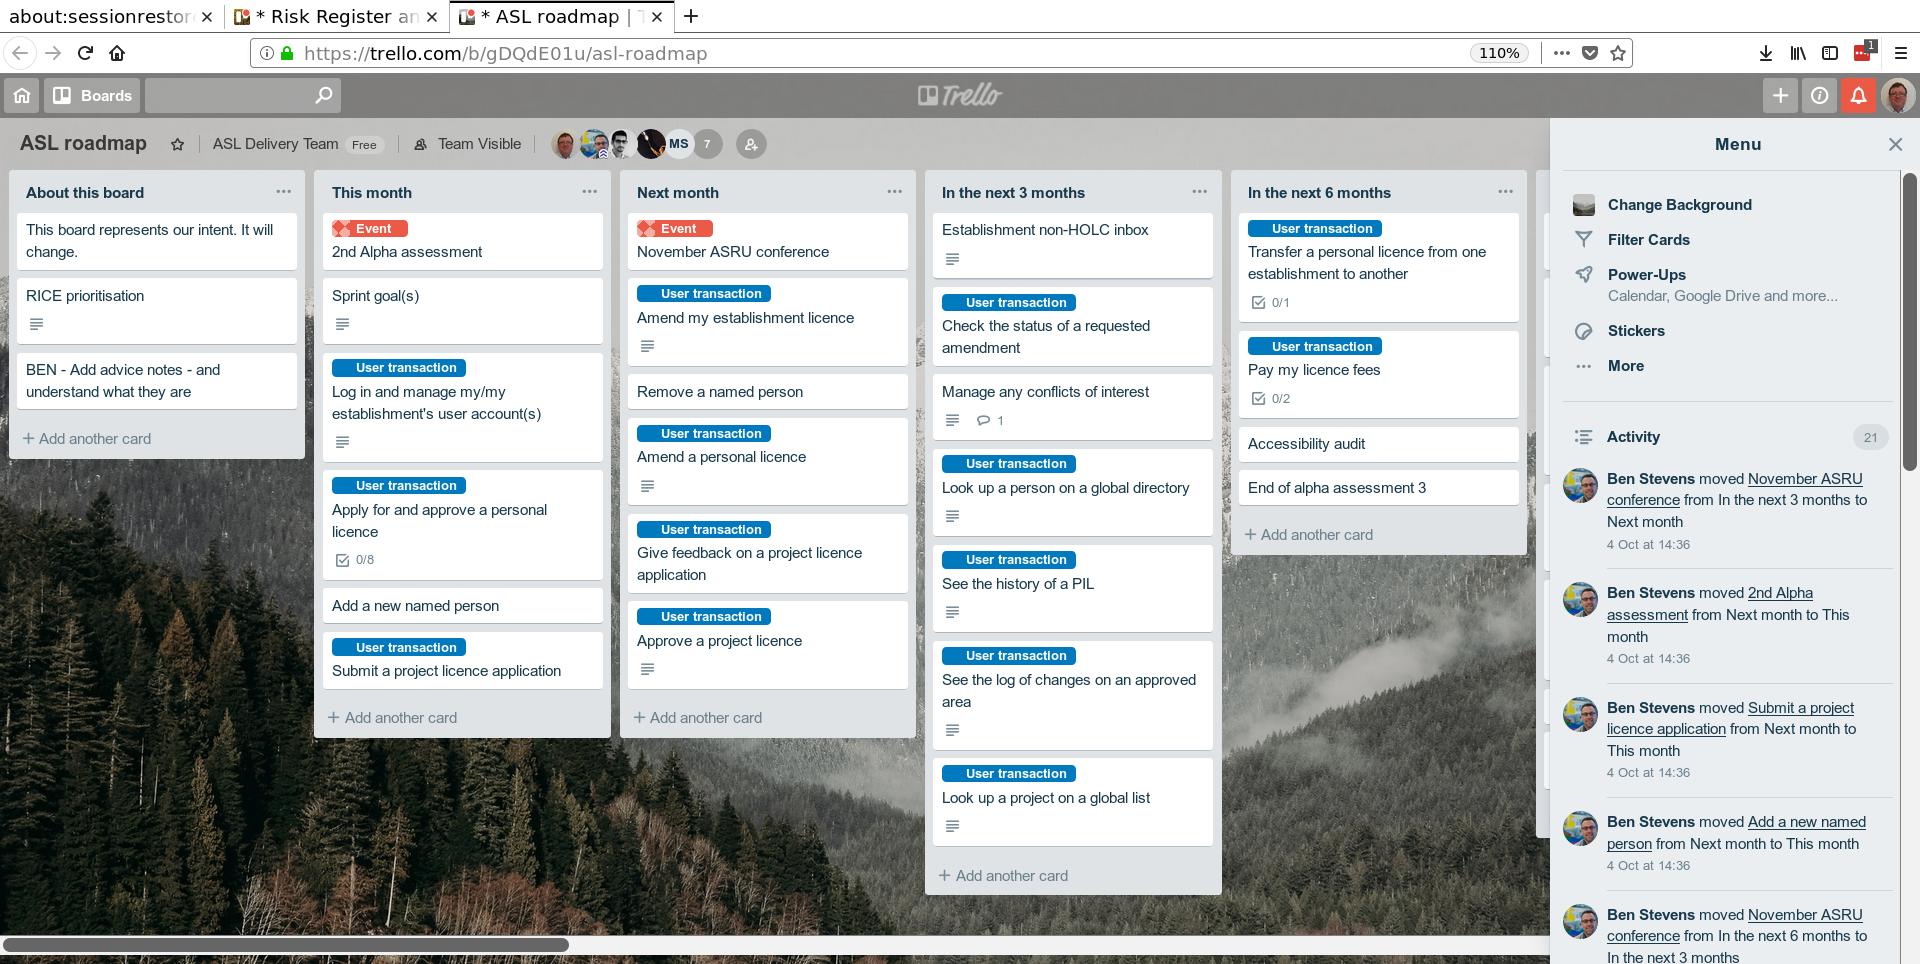 about:sessionrestor
* Risk Register an
* ASL roadmap | T
https://trello.com/b/gDQdE01u/asl-roadmap
110%
1
Boards
Trello
ASL roadmap
ASL Delivery Team
Free
Team Visible
MS
7
About this board
This board represents our intent. It will
change.
RICE prioritisation
BEN - Add advice notes - and
understand what they are
+ Add another card
This month
Event
2nd Alpha assessment
Sprint goal(s)
User transaction
Log in and manage my/my
establishment's user account(s)
User transaction
Apply for and approve a personal
licence
0/8
Add a new named person
User transaction
Submit a project licence application
+ Add another card
Next month
Event
November ASRU conference
User transaction
Amend my establishment licence
Remove a named person
User transaction
Amend a personal licence
User transaction
Give feedback on a project licence
application
User transaction
Approve a project licence
+ Add another card
In the next 3 months
Establishment non-HOLC inbox
User transaction
Check the status of a requested
amendment
Manage any conflicts of interest
1
User transaction
Look up a person on a global directory
User transaction
See the history of a PIL
User transaction
See the log of changes on an approved
area
User transaction
Look up a project on a global list
+ Add another card
In the next 6 months
User transaction
Transfer a personal licence from one
establishment to another
0/1
User transaction
Pay my licence fees
0/2
Accessibility audit
End of alpha assessment 3
+ Add another card
Menu
Change Background
Filter Cards
Power-Ups
Calendar, Google Drive and more...
Stickers
More
Activity
21
Ben Stevens moved November ASRU
conference from In the next 3 months to
Next month
4 Oct at 14:36
Ben Stevens moved 2nd Alpha
assessment from Next month to This
month
4 Oct at 14:36
Ben Stevens moved Submit a project
licence application from Next month to
This month
4 Oct at 14:36
Ben Stevens moved Add a new named
person from Next month to This month
4 Oct at 14:36
Ben Stevens moved November ASRU
conference from In the next 6 months to
In the next 3 months